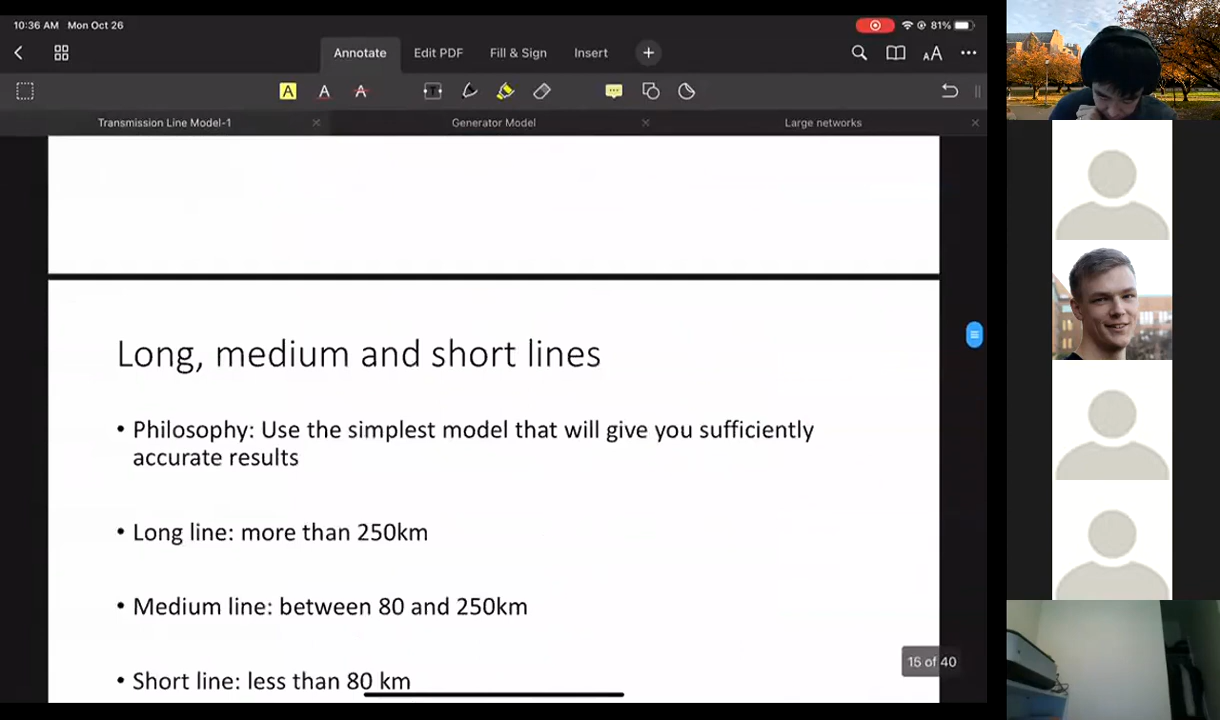 10:36 AM Mon Oct 26
81%
Annotate Edit PDF Fill & Sign Insert +
AA
A A A T
Transmission Line Model-1 × Generator Model × Large networks ×
Long, medium and short lines
• Philosophy: Use the simplest model that will give you sufficiently
accurate results
• Long line: more than 250km
• Medium line: between 80 and 250km
• Short line: less than 80 km
15 of 40